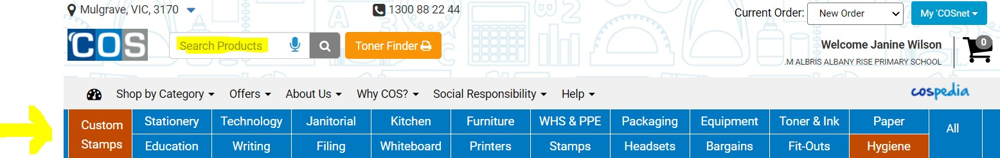 Mulgrave, VIC, 3170
1300 88 22 44
Current Order: New Order
My 'COSnet
COS
Search Products
Toner Finder
Welcome Janine Wilson
0
.M ALBRIS ALBANY RISE PRIMARY SCHOOL
Shop by Category Offers About Us Why COS? Social Responsibility Help
cospedia
Custom Stamps
Stationery Technology Janitorial Kitchen Furniture WHS & PPE Packaging Equipment Toner & Ink Paper
All
Education Writing Filing Whiteboard Printers Stamps Headsets Bargains Fit-Outs Hygiene